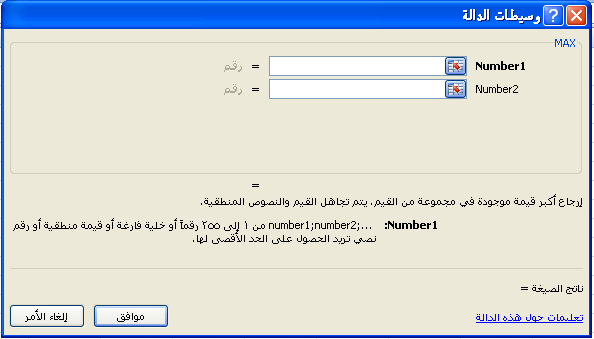 وسيطات الدالة
MAX
Number1 = رقم
Number2 = رقم
=
إرجاع أكبر قيمة موجودة في مجموعة من القيم. يتم تجاهل القيم والنصوص المنطقية.
Number1: number1;number2;... من ١ إلى ٢٥٥ رقماً أو خلية فارغة أو قيمة منطقية أو رقم
نصي تريد الحصول على الحد الأقصى لها.
ناتج الصيغة =
تعليمات حول هذه الدالة
موافق
إلغاء الأمر